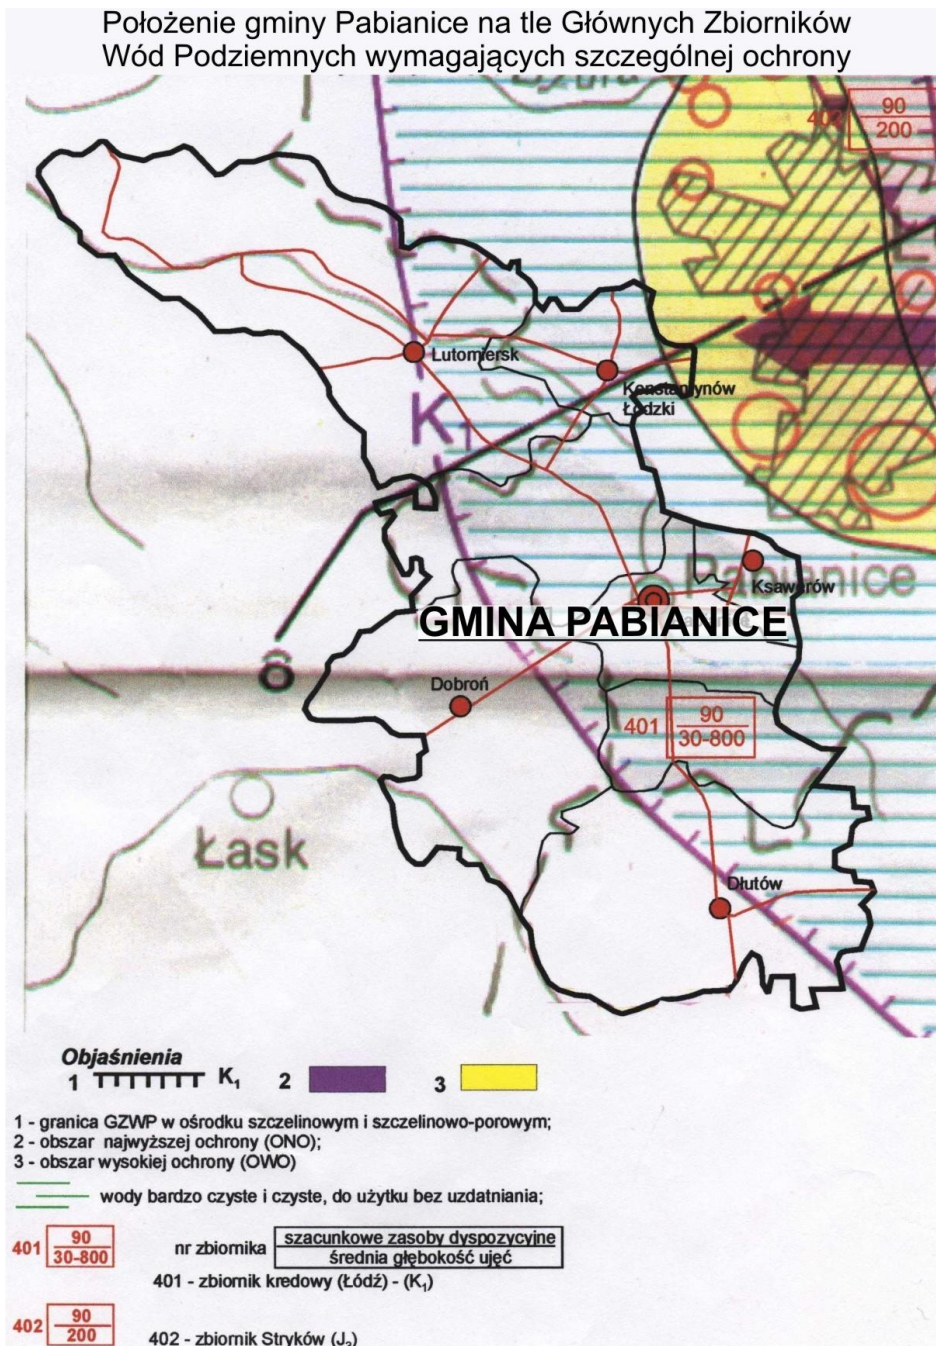 Położenie gminy Pabianice na tle Głównych Zbiorników
Wód Podziemnych wymagających szczególnej ochrony
402
90
200
Lutomiersk
Konstantynów
Łódzki
K1
Pabianice
Ksawerów
GMINA PABIANICE
Dobroń
401
90
30-800
Łask
Dłutów
Objaśnienia
1 K1 2 3
1 - granica GZWP w ośrodku szczelinowym i szczelinowo-porowym;
2 - obszar najwyższej ochrony (ONO);
3 - obszar wysokiej ochrony (OWO)
wody bardzo czyste i czyste, do użytku bez uzdatniania;
401 90 nr zbiornika szacunkowe zasoby dyspozycyjne
30-800 średnia głębokość ujęć
401 - zbiornik kredowy (Łódź) - (K1)
402 90
200 402 - zbiornik Stryków (J3)